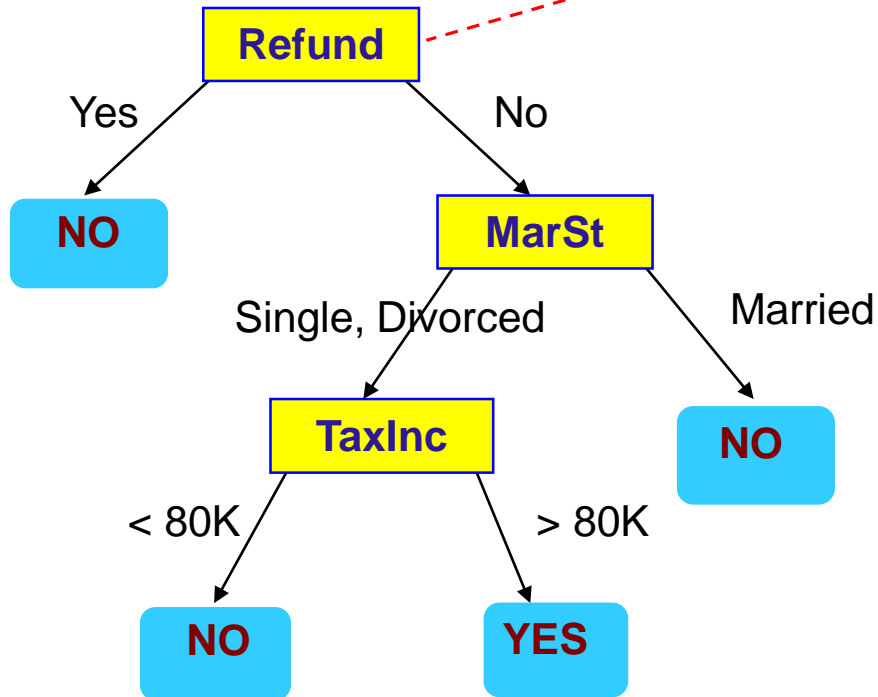 Refund
Yes
No
NO
MarSt
Single, Divorced
Married
TaxInc
NO
< 80K
> 80K
NO
YES